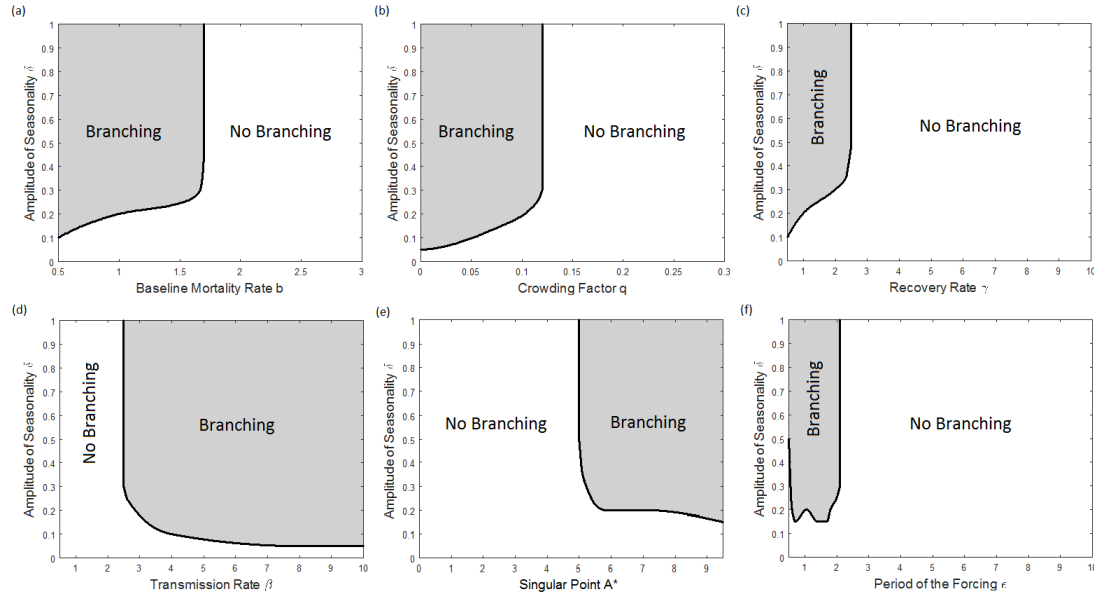 (a)
Amplitude of Seasonality δ
1
0.9
0.8
0.7
0.6
0.5
0.4
0.3
0.2
0.1
0
Branching
No Branching
0.5 1 1.5 2 2.5 3
Baseline Mortality Rate b
(b)
Amplitude of Seasonality δ
1
0.9
0.8
0.7
0.6
0.5
0.4
0.3
0.2
0.1
0
Branching
No Branching
0 0.05 0.1 0.15 0.2 0.25 0.3
Crowding Factor q
(c)
Amplitude of Seasonality δ
1
0.9
0.8
0.7
0.6
0.5
0.4
0.3
0.2
0.1
0
Branching
No Branching
1 2 3 4 5 6 7 8 9 10
Recovery Rate γ
(d)
Amplitude of Seasonality δ
1
0.9
0.8
0.7
0.6
0.5
0.4
0.3
0.2
0.1
0
No Branching
Branching
1 2 3 4 5 6 7 8 9 10
Transmission Rate β
(e)
Amplitude of Seasonality δ
1
0.9
0.8
0.7
0.6
0.5
0.4
0.3
0.2
0.1
0
No Branching
Branching
1 2 3 4 5 6 7 8 9
Singular Point A*
(f)
Amplitude of Seasonality δ
1
0.9
0.8
0.7
0.6
0.5
0.4
0.3
0.2
0.1
0
Branching
No Branching
1 2 3 4 5 6 7 8 9 10
Period of the Forcing ϵ